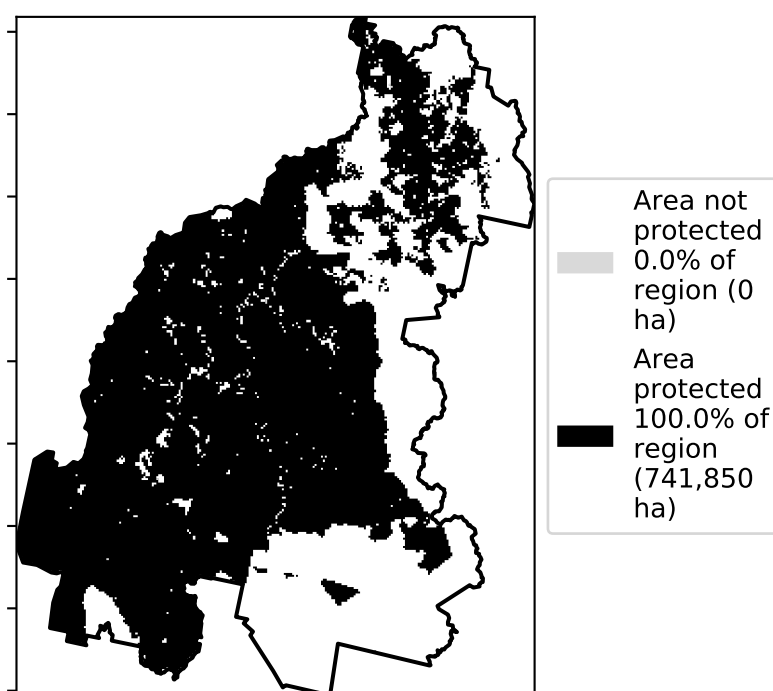 Area not
protected
0.0% of
region (0
ha)
Area
protected
100.0% of
region
(741,850
ha)